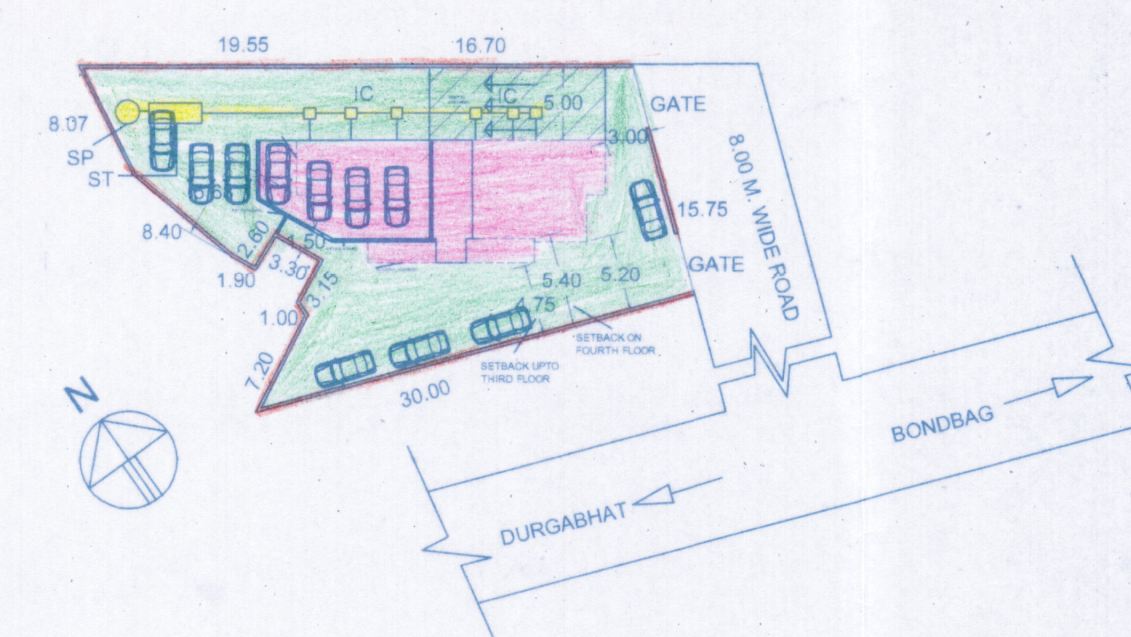 19.55
16.70
IC
IC
5.00
GATE
8.07
3.00
SP
ST
8.00 M. WIDE ROAD
15.75
8.40
2.60
50
1.90
3.30
3.15
GATE
5.40
5.20
1.00
4.75
SETBACK ON
FOURTH FLOOR
7.20
SETBACK UPTO
THIRD FLOOR
30.00
N
BONDBAG
DURGABHAT